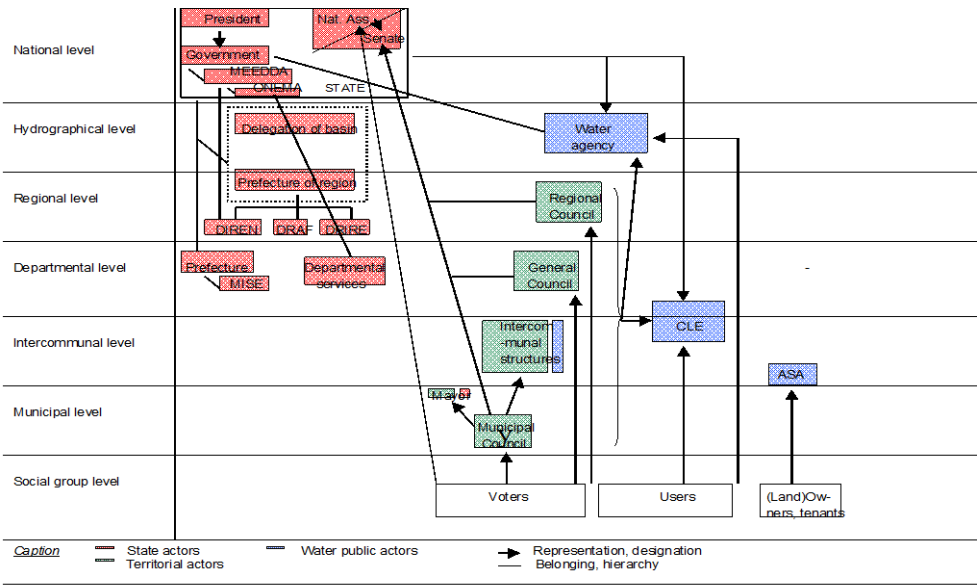 President
Nat. Ass.
Senate
National level
Government
MEEDDA
ONEMA
STATE
Hydrographical level
Delegation of basin
Water
agency
Prefecture of region
Regional level
Regional
Council
DIREN
DRAF
DRIRE
Departmental level
Prefecture
MISE
Departmental
services
General
Council
-
CLE
Intercommunal level
Intercom
-munal
structures
ASA
Municipal level
Mayor
Municipal
Council
Social group level
Voters
Users
(Land)Ow-
ners, tenants
Caption
State actors
Water public actors
Representation, designation
Territorial actors
Belonging, hierarchy